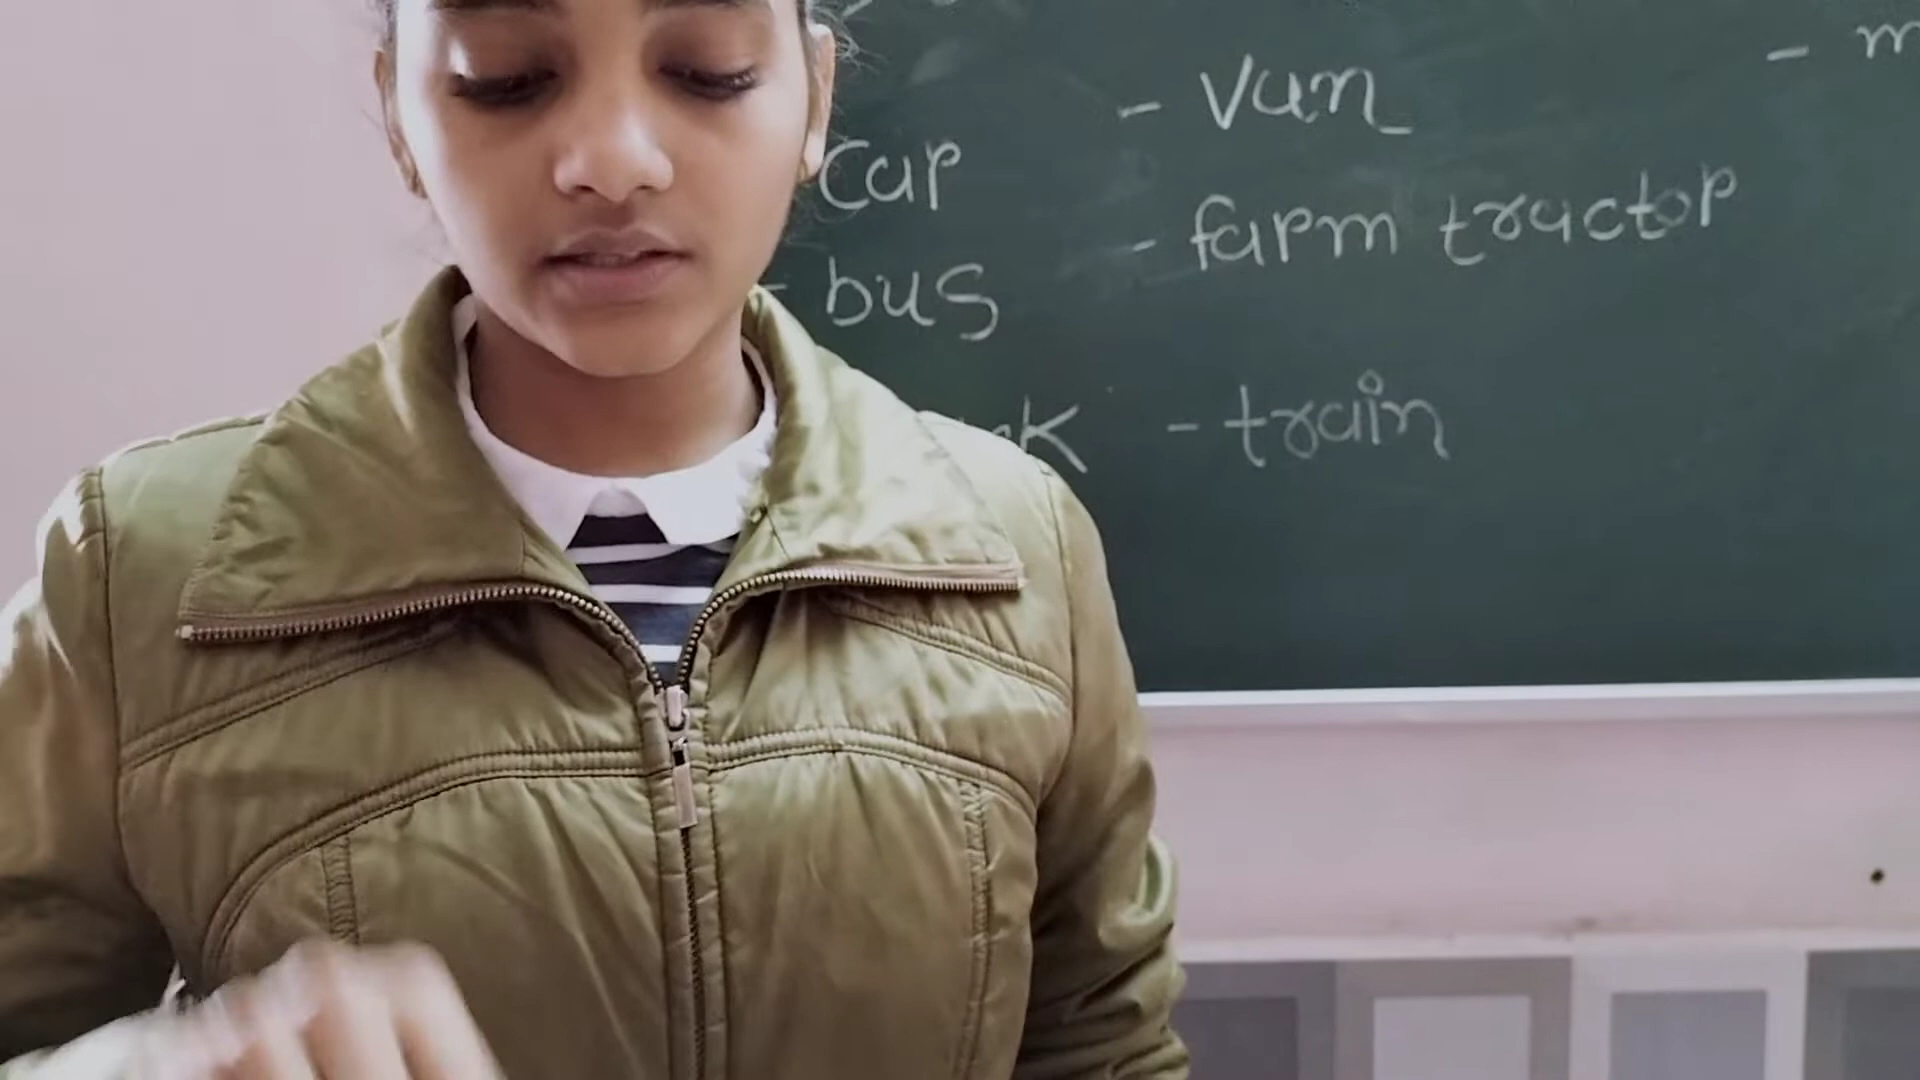 car
- bus
- van
- farm tractor
- train